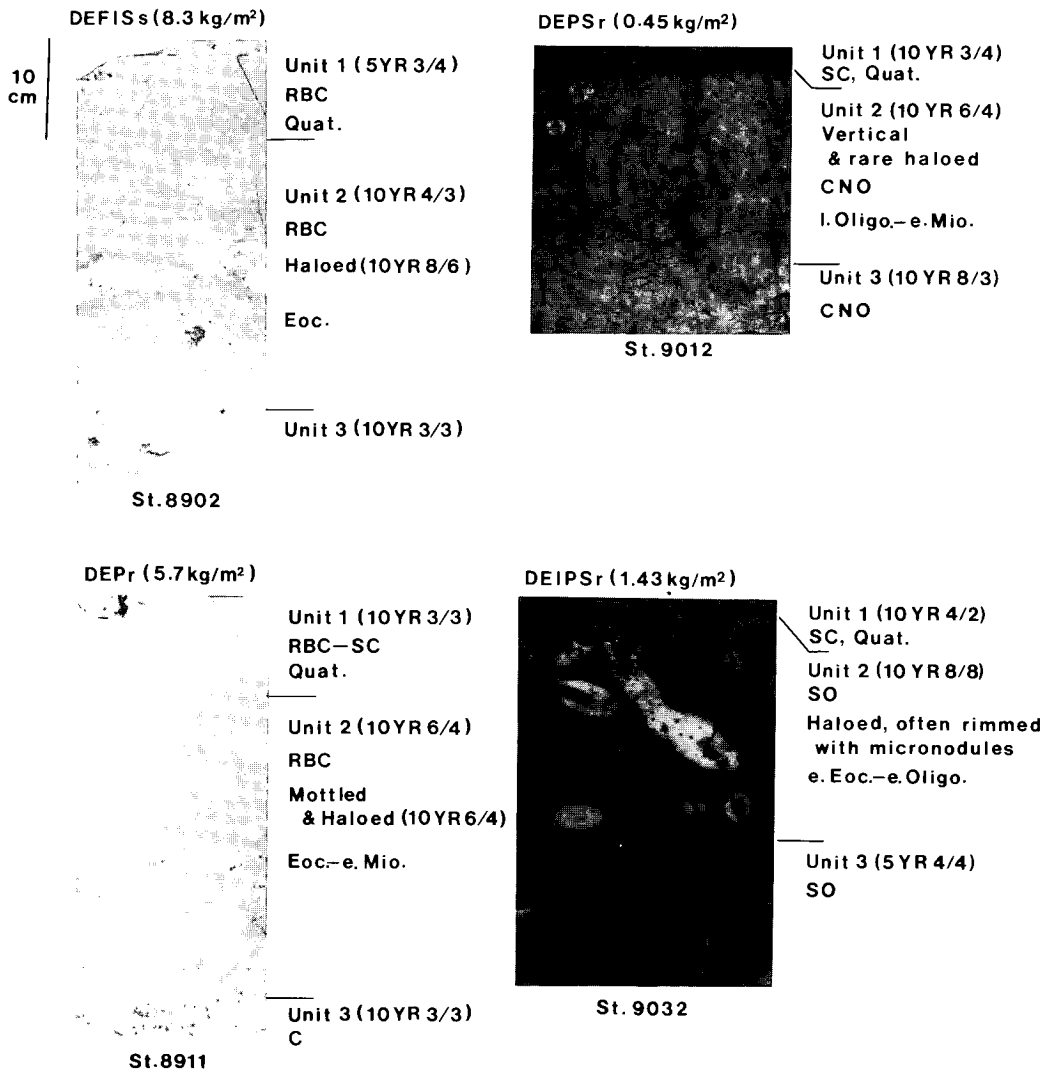 DEFISs (8.3 kg/m²)
10
cm
Unit 1 (5YR 3/4)
RBC
Quat.
Unit 2 (10YR 4/3)
RBC
Haloed (10YR 8/6)
Eoc.
Unit 3 (10YR 3/3)
St.8902
DEPSr (0.45 kg/m²)
Unit 1 (10YR 3/4)
SC, Quat.
Unit 2 (10YR 6/4)
Vertical
& rare haloed
CNO
l.Oligo.–e.Mio.
Unit 3 (10YR 8/3)
CNO
St.9012
DEPr (5.7 kg/m²)
Unit 1 (10YR 3/3)
RBC–SC
Quat.
Unit 2 (10YR 6/4)
RBC
Mottled
& Haloed (10YR 6/4)
Eoc.–e.Mio.
Unit 3 (10YR 3/3)
C
St.8911
DEIPSr (1.43 kg/m²)
Unit 1 (10YR 4/2)
SC, Quat.
Unit 2 (10YR 8/8)
SO
Haloed, often rimmed
with micronodules
e.Eoc.–e.Oligo.
Unit 3 (5YR 4/4)
SO
St.9032